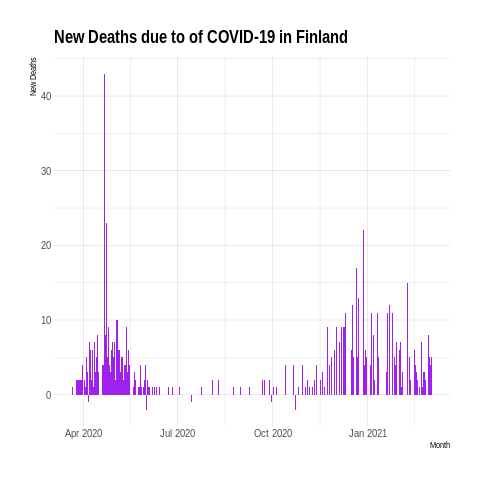 New Deaths due to of COVID-19 in Finland
New Deaths
40
30
20
10
0
Apr 2020
Jul 2020
Oct 2020
Jan 2021
Month